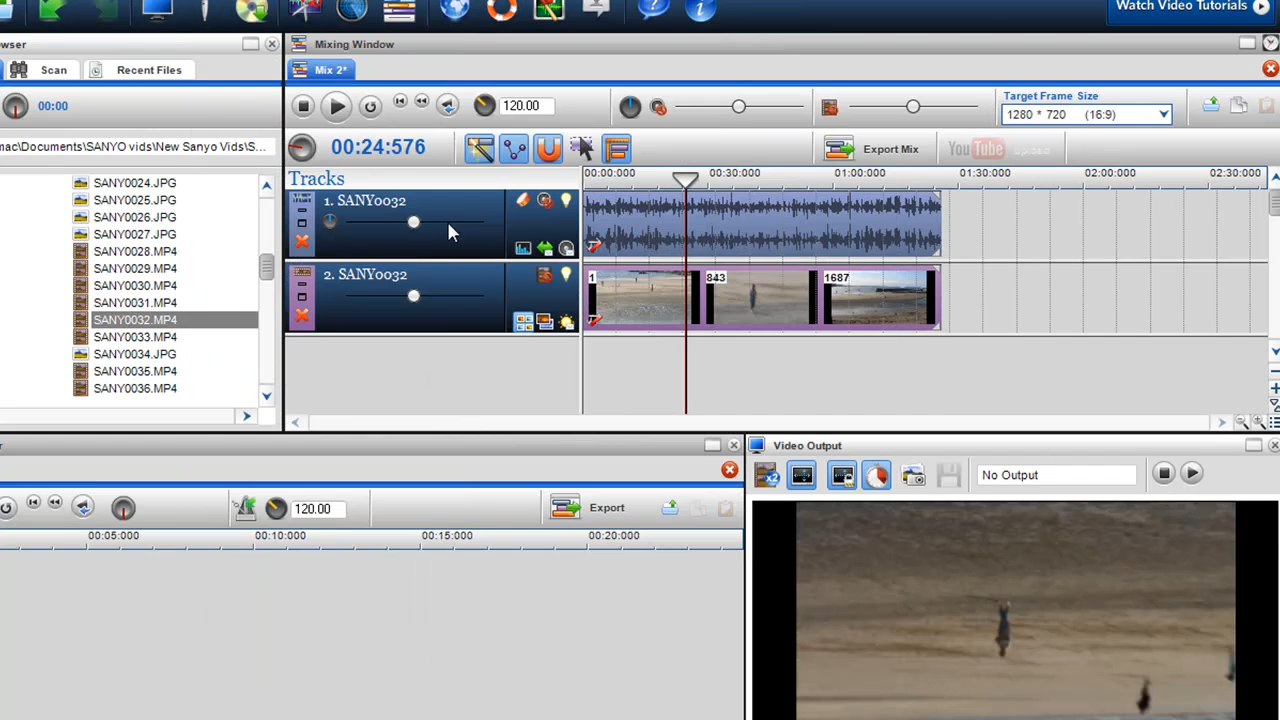 Watch Video Tutorials
owser
Mixing Window
Scan
Recent Files
Mix 2*
00:00
120.00
Target Frame Size
1280 * 720 (16:9)
mac\Documents\SANYO vids\New Sanyo Vids\S...
00:24:576
Export Mix
YouTube upload
SANY0024.JPG
SANY0025.JPG
SANY0026.JPG
SANY0027.JPG
SANY0028.MP4
SANY0029.MP4
SANY0030.MP4
SANY0031.MP4
SANY0032.MP4
SANY0033.MP4
SANY0034.JPG
SANY0035.MP4
SANY0036.MP4
Tracks
00:00:000
00:30:000
01:00:000
01:30:000
02:00:000
02:30:000
1. SANY0032
2. SANY0032
1
843
1687
Video Output
No Output
120.00
Export
00:05:000
00:10:000
00:15:000
00:20:000